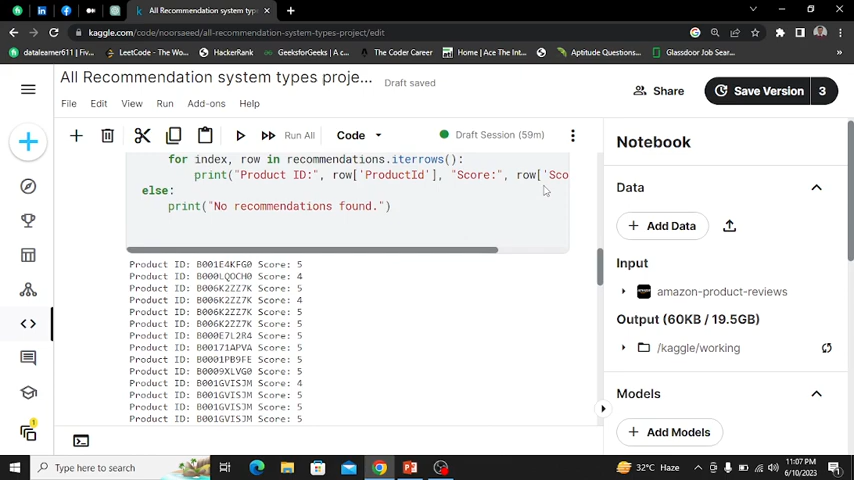 All Recommendation system typ
kaggle.com/code/noorsaeed/all-recommendation-system-types-project/edit
datalearner611 | Fiv...
LeetCode - The Wo...
HackerRank
GeeksforGeeks | A c...
The Coder Career
Home | Ace The Int...
Aptitude Questions...
Glassdoor Job Sear...
All Recommendation system types proje...
Draft saved
Share
Save Version
3
File Edit View Run Add-ons Help
Run All
Code
Draft Session (59m)
Notebook
for index, row in recommendations.iterrows():
print("Product ID:", row['ProductId'], "Score:", row['Sco
else:
print("No recommendations found.")
Product ID: B001E4KFG0 Score: 5
Product ID: B000LQOCH0 Score: 4
Product ID: B006K2ZZ7K Score: 5
Product ID: B006K2ZZ7K Score: 4
Product ID: B006K2ZZ7K Score: 5
Product ID: B006K2ZZ7K Score: 5
Product ID: B000E7L2R4 Score: 5
Product ID: B00171APVA Score: 5
Product ID: B0001PB9FE Score: 5
Product ID: B0009XLVG0 Score: 5
Product ID: B001GVISJM Score: 4
Product ID: B001GVISJM Score: 5
Product ID: B001GVISJM Score: 5
Product ID: B001GVISJM Score: 5
Data
Add Data
Input
amazon-product-reviews
Output (60KB / 19.5GB)
/kaggle/working
Models
Add Models
Type here to search
32°C Haze
11:07 PM
6/10/2023